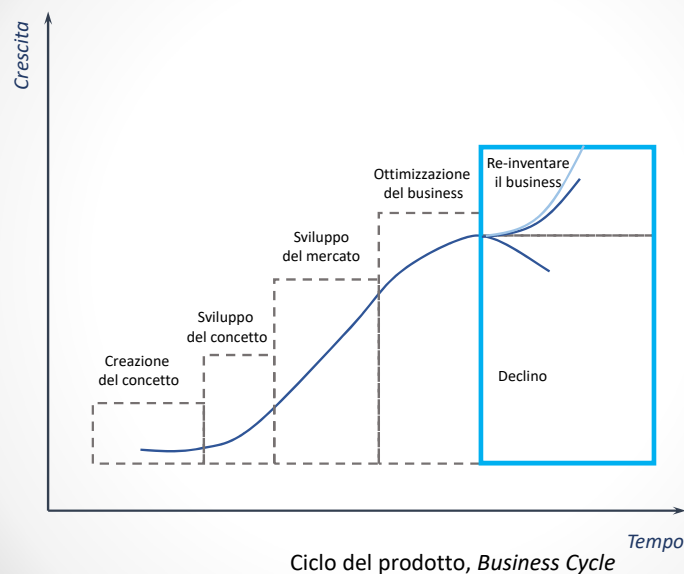 Crescita
Re-inventare
il business
Ottimizzazione
del business
Sviluppo
del mercato
Sviluppo
del concetto
Creazione
del concetto
Declino
Tempo
Ciclo del prodotto, Business Cycle